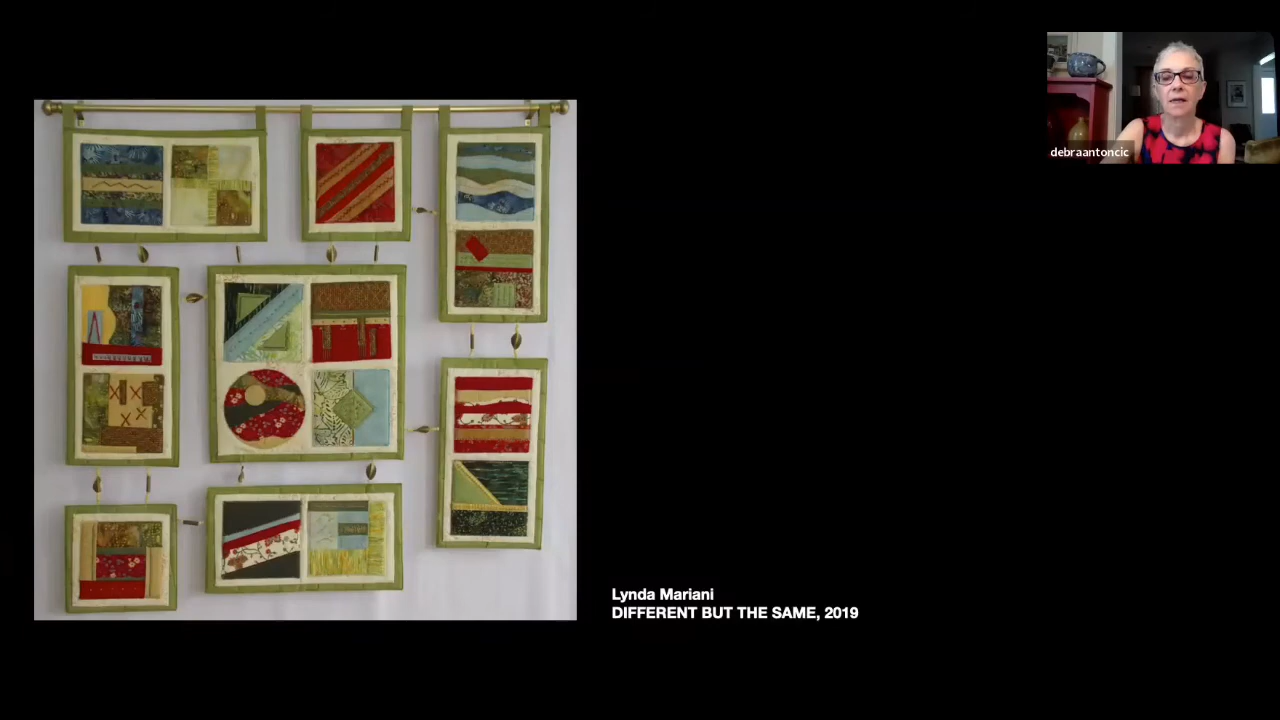 debraantoncic
Lynda Mariani
DIFFERENT BUT THE SAME, 2019